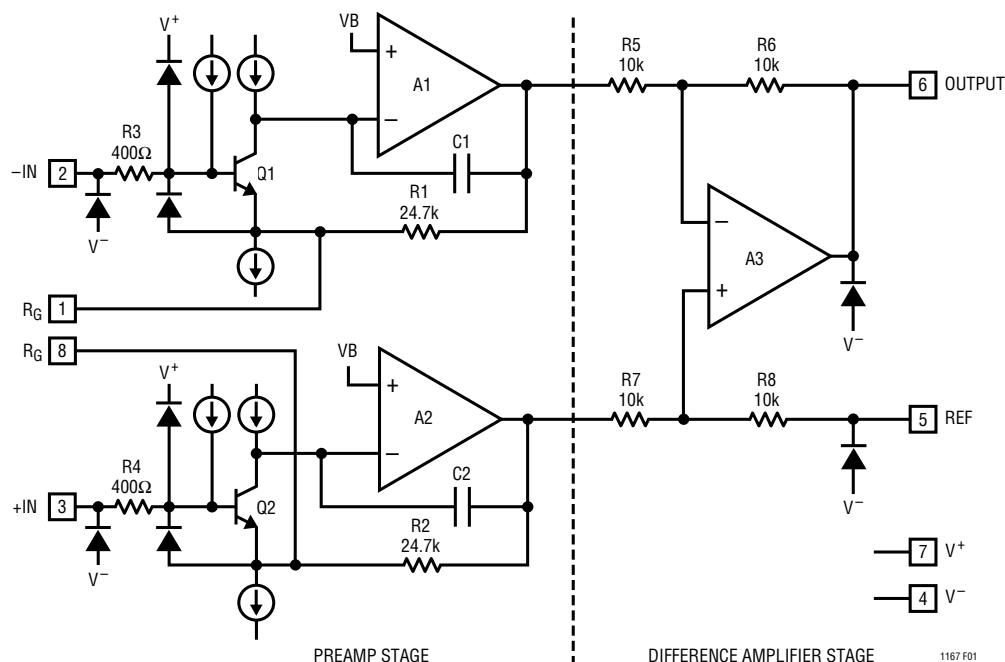 V+
VB
+
A1
−
R5
10k
R6
10k
6 OUTPUT
R3
400Ω
−IN 2
Q1
C1
R1
24.7k
V−
−
A3
+
RG 1
RG 8
V−
V+
VB
+
A2
−
R7
10k
R8
10k
5 REF
R4
400Ω
+IN 3
Q2
C2
R2
24.7k
V−
V−
7 V+
4 V−
PREAMP STAGE
DIFFERENCE AMPLIFIER STAGE
1167 F01